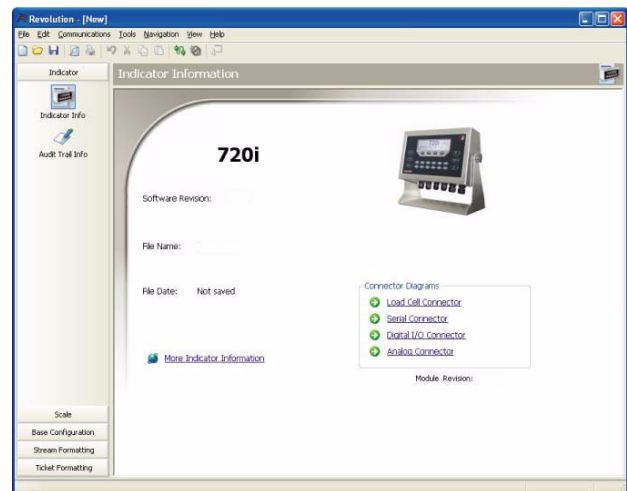 Revolution - [New]
File Edit Communications Tools Navigation View Help
Indicator
Indicator Information
Indicator Info
Audit Trail Info
720i
Software Revision:
File Name:
File Date: Not saved
Connector Diagrams
Load Cell Connector
Serial Connector
Digital I/O Connector
Analog Connector
More Indicator Information
Module Revision:
Scale
Base Configuration
Stream Formatting
Ticket Formatting